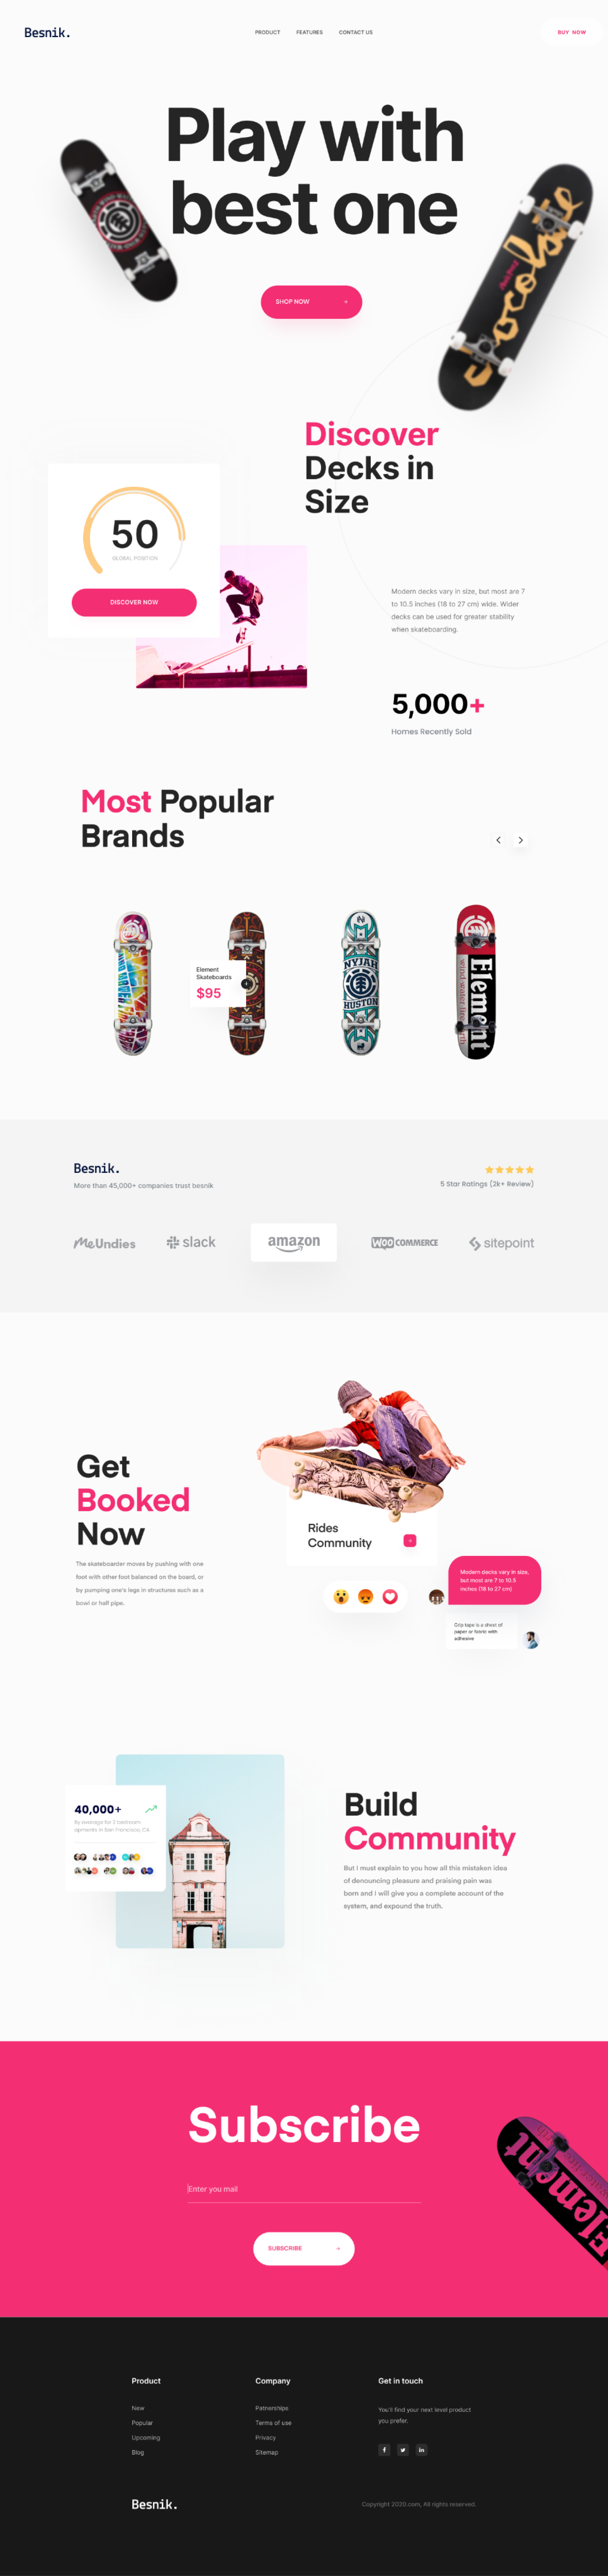 Besnik.
PRODUCT FEATURES CONTACT US
BUY NOW
Play with
best one
SHOP NOW +
Discover
Decks in
Size
50
GLOBAL POSITION
DISCOVER NOW
Modern decks vary in size, but most are 7
to 10.5 inches (18 to 27 cm) wide. Wider
decks can be used for greater stability
when skateboarding.
5,000+
Homes Recently Sold
Most Popular
Brands
Element
Skateboards
$95
NYJAH
HUSTON
Element
Besnik.
More than 45,000+ companies trust besnik
5 Star Ratings (2k+ Review)
MeUndies
slack
amazon
WOOCOMMERCE
sitepoint
Get
Booked
Now
The skateboarder moves by pushing with one
foot with other foot balanced on the board, or
by pumping one's legs in structures such as a
bowl or half pipe.
Rides
Community
Modern decks vary in size,
but most are 7 to 10.5
inches (18 to 27 cm)
Grip tape is a sheet of
paper or fabric with
adhesive
40,000+
By avarage for 2 bedroom
apments in San Francisco, CA
Build
Community
But I must explain to you how all this mistaken idea
of denouncing pleasure and praising pain was
born and I will give you a complete account of the
system, and expound the truth.
Subscribe
Enter you mail
SUBSCRIBE +
Element
Product
New
Popular
Upcoming
Blog
Company
Patnerships
Terms of use
Privacy
Sitemap
Get in touch
You'll find your next level product
you prefer.
Besnik.
Copyright 2020.com, All rights reserved.